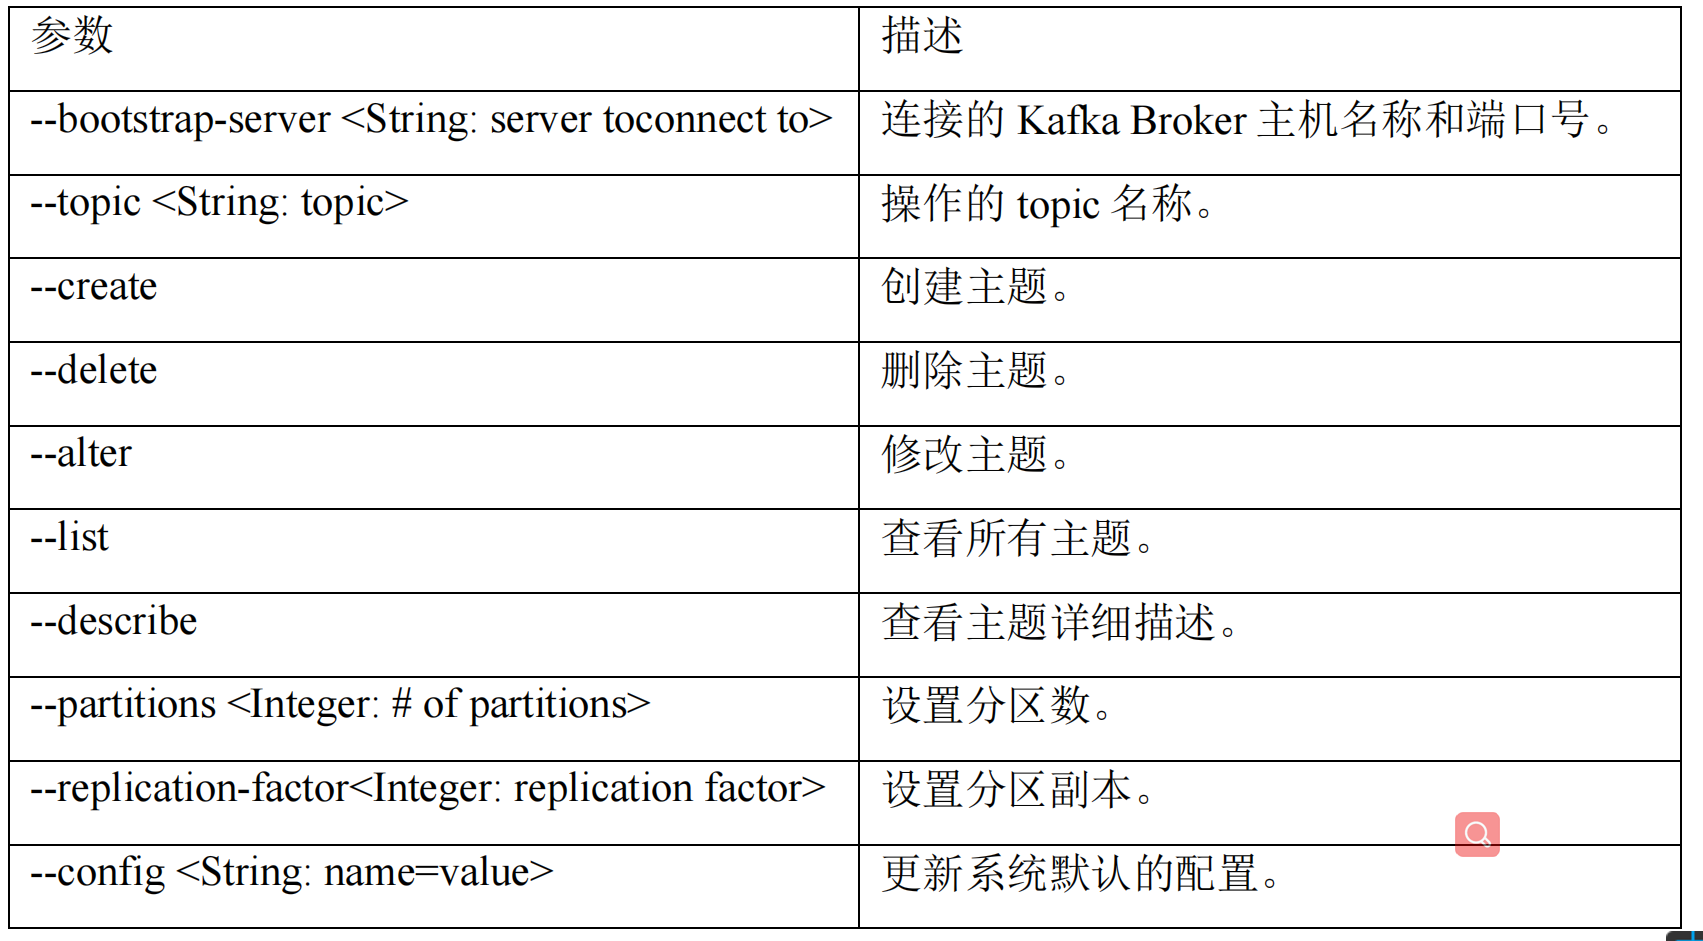 参数 描述
--bootstrap-server <String: server toconnect to> 连接的 Kafka Broker 主机名称和端口号。
--topic <String: topic> 操作的 topic 名称。
--create 创建主题。
--delete 删除主题。
--alter 修改主题。
--list 查看所有主题。
--describe 查看主题详细描述。
--partitions <Integer: # of partitions> 设置分区数。
--replication-factor<Integer: replication factor> 设置分区副本。
--config <String: name=value> 更新系统默认的配置。